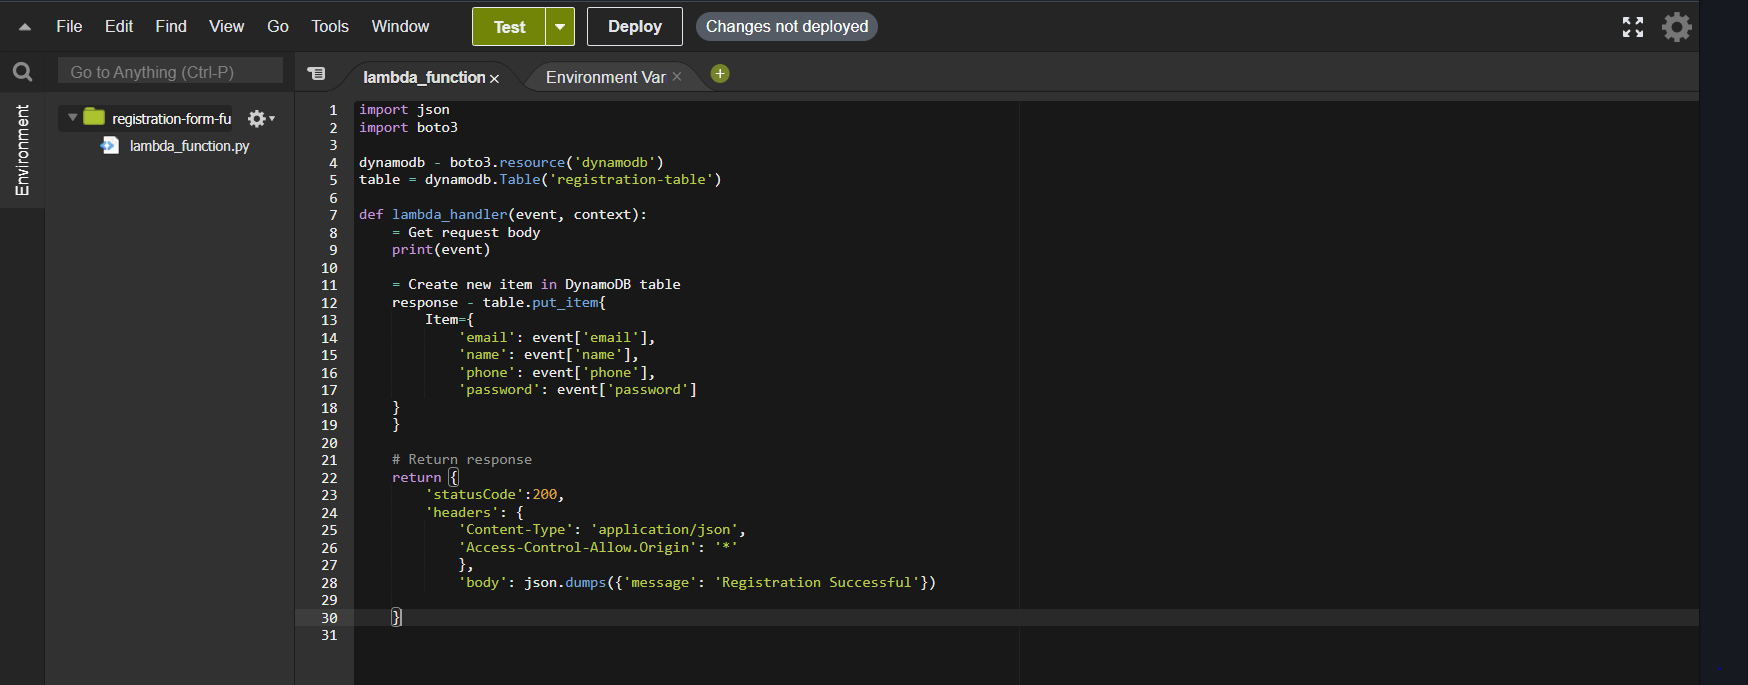 File Edit Find View Go Tools Window Test Deploy Changes not deployed
Go to Anything (Ctrl-P)
lambda_function
Environment Var
Environment
registration-form-fu
lambda_function.py
1 import json
2 import boto3
3
4 dynamodb - boto3.resource('dynamodb')
5 table = dynamodb.Table('registration-table')
6
7 def lambda_handler(event, context):
8     = Get request body
9     print(event)
10
11     = Create new item in DynamoDB table
12     response - table.put_item{
13         Item={
14             'email': event['email'],
15             'name': event['name'],
16             'phone': event['phone'],
17             'password': event['password']
18     }
19     }
20
21     # Return response
22     return {
23         'statusCode':200,
24         'headers': {
25             'Content-Type': 'application/json',
26             'Access-Control-Allow.Origin': '*'
27             },
28             'body': json.dumps({'message': 'Registration Successful'})
29
30     }
31